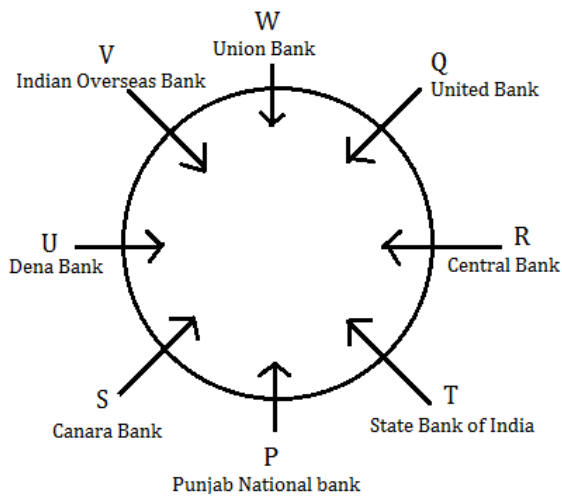 W
Union Bank
V
Indian Overseas Bank
Q
United Bank
U
Dena Bank
R
Central Bank
S
Canara Bank
T
State Bank of India
P
Punjab National bank